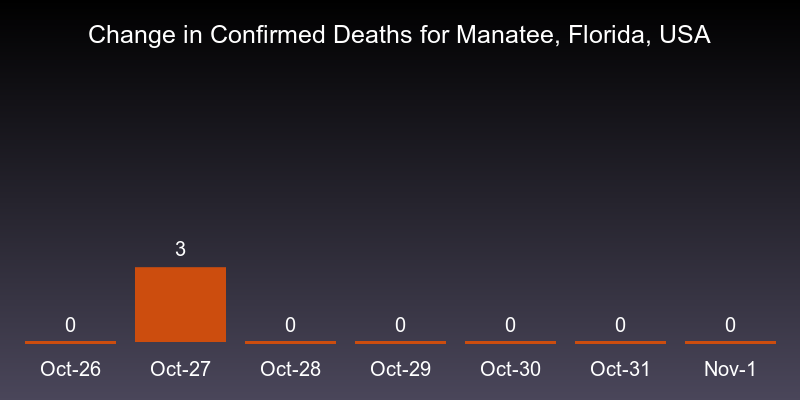 Change in Confirmed Deaths for Manatee, Florida, USA
3
0 0 0 0 0 0
Oct-26 Oct-27 Oct-28 Oct-29 Oct-30 Oct-31 Nov-1